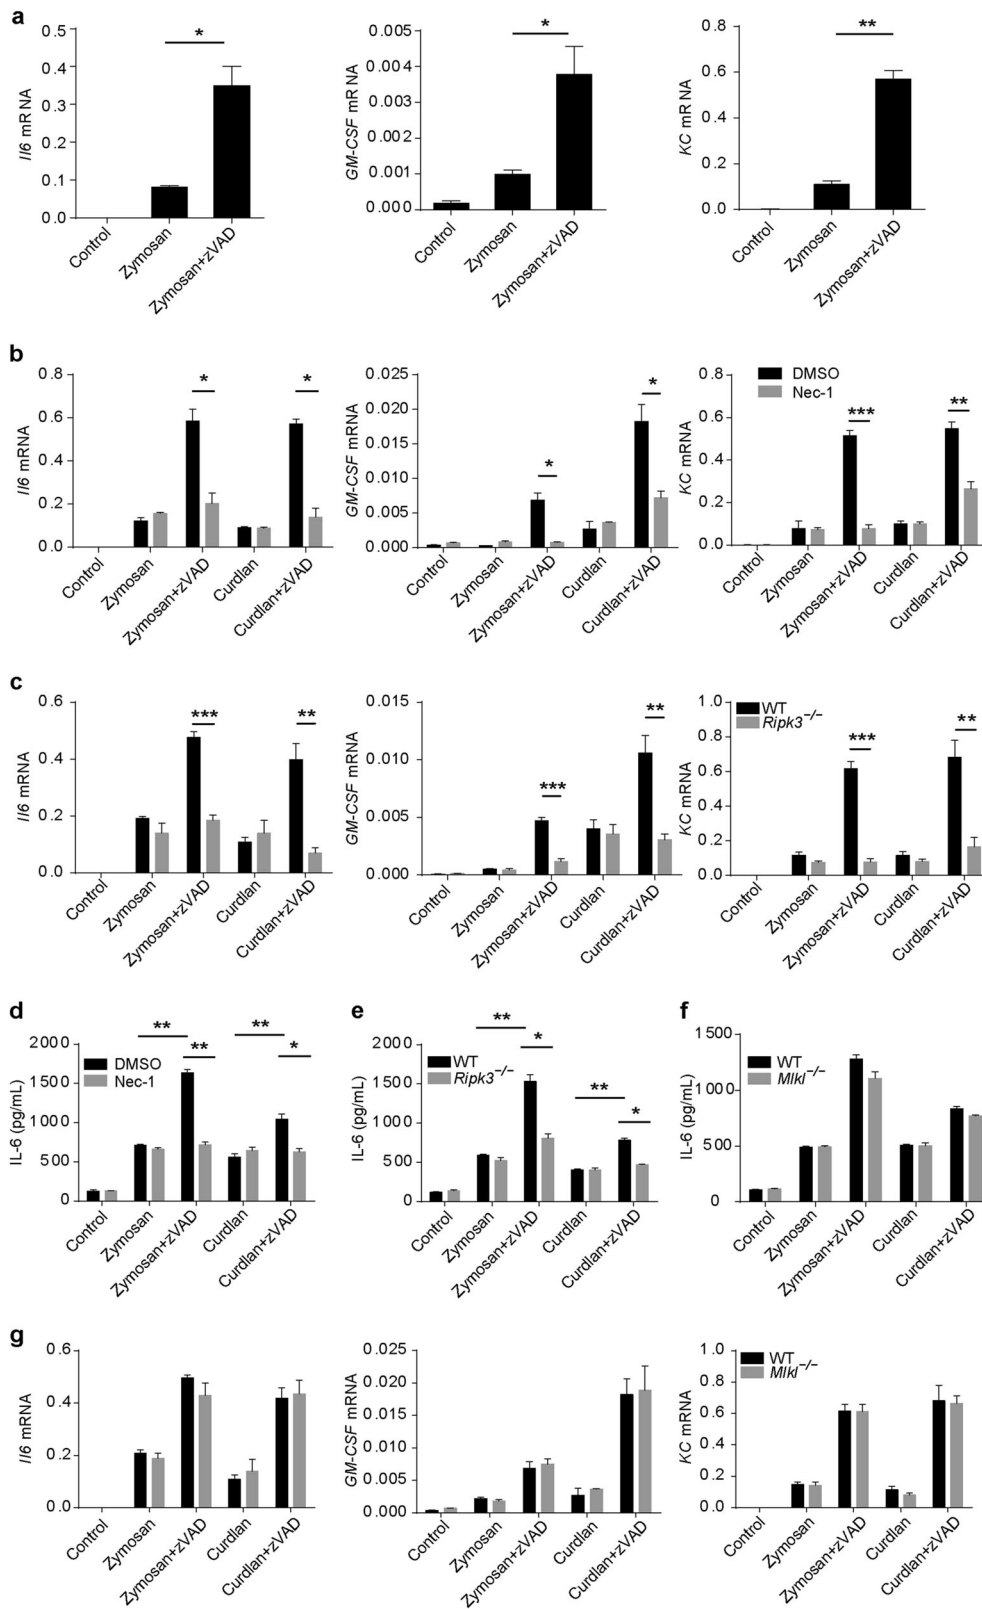 a
Il6 mRNA
0.5
0.4
0.3
0.2
0.1
0.0
*
Control
Zymosan
Zymosan+zVAD
GM-CSF mRNA
0.005
0.004
0.003
0.002
0.001
0.000
*
Control
Zymosan
Zymosan+zVAD
KC mRNA
0.8
0.6
0.4
0.2
0.0
**
Control
Zymosan
Zymosan+zVAD
b
Il6 mRNA
0.8
0.6
0.4
0.2
0.0
* *
Control
Zymosan
Zymosan+zVAD
Curdlan
Curdlan+zVAD
GM-CSF mRNA
0.025
0.020
0.015
0.010
0.005
0.000
* *
Control
Zymosan
Zymosan+zVAD
Curdlan
Curdlan+zVAD
DMSO
Nec-1
KC mRNA
0.8
0.6
0.4
0.2
0.0
*** **
Control
Zymosan
Zymosan+zVAD
Curdlan
Curdlan+zVAD
c
Il6 mRNA
0.6
0.4
0.2
0.0
*** **
Control
Zymosan
Zymosan+zVAD
Curdlan
Curdlan+zVAD
GM-CSF mRNA
0.015
0.010
0.005
0.000
*** **
Control
Zymosan
Zymosan+zVAD
Curdlan
Curdlan+zVAD
WT
Ripk3−/−
KC mRNA
1.0
0.8
0.6
0.4
0.2
0.0
*** **
Control
Zymosan
Zymosan+zVAD
Curdlan
Curdlan+zVAD
d
IL-6 (pg/mL)
2000
1500
1000
500
0
DMSO
Nec-1
** **
** *
Control
Zymosan
Zymosan+zVAD
Curdlan
Curdlan+zVAD
e
IL-6 (pg/mL)
2000
1500
1000
500
0
WT
Ripk3−/−
**
*
**
*
Control
Zymosan
Zymosan+zVAD
Curdlan
Curdlan+zVAD
f
IL-6 (pg/mL)
1500
1000
500
0
WT
Mlkl−/−
Control
Zymosan
Zymosan+zVAD
Curdlan
Curdlan+zVAD
g
Il6 mRNA
0.6
0.4
0.2
0.0
Control
Zymosan
Zymosan+zVAD
Curdlan
Curdlan+zVAD
GM-CSF mRNA
0.025
0.020
0.015
0.010
0.005
0.000
Control
Zymosan
Zymosan+zVAD
Curdlan
Curdlan+zVAD
WT
Mlkl−/−
KC mRNA
1.0
0.8
0.6
0.4
0.2
0.0
Control
Zymosan
Zymosan+zVAD
Curdlan
Curdlan+zVAD